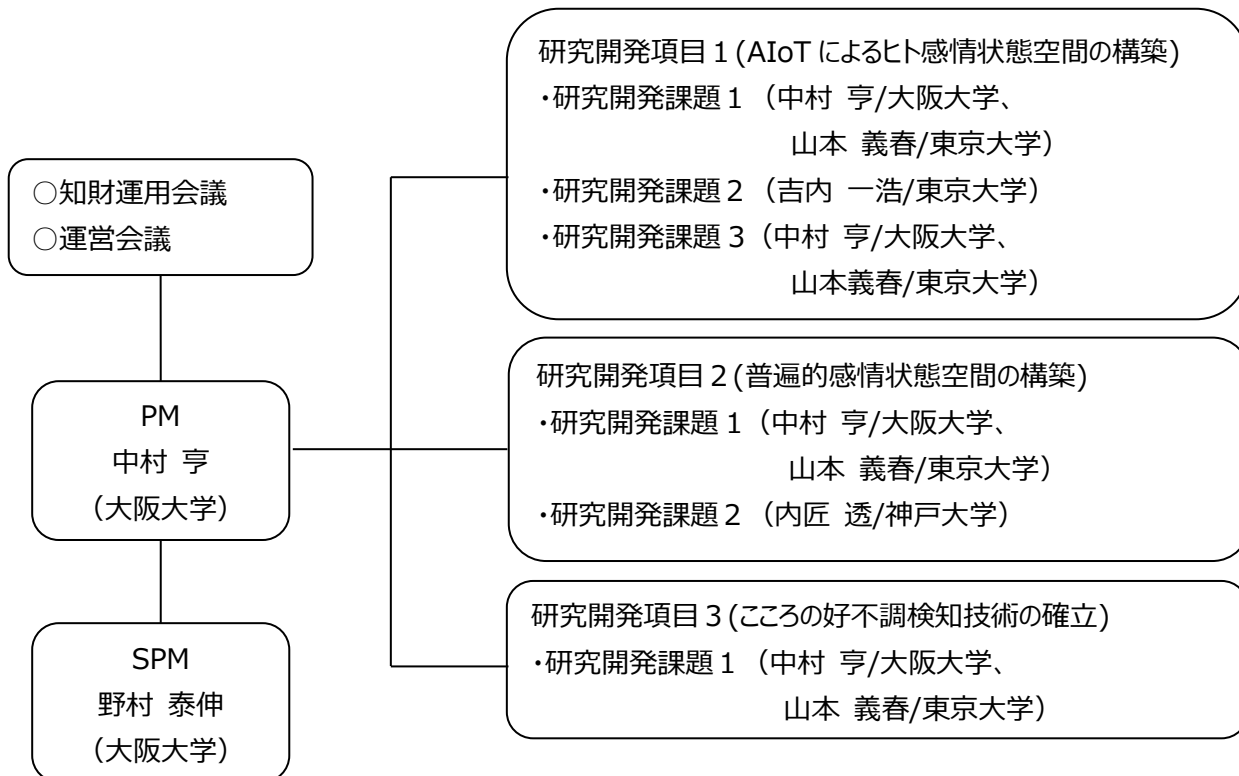 ○知財運用会議
○運営会議
PM
中村 亨
（大阪大学）
SPM
野村 泰伸
（大阪大学）
研究開発項目１(AIoTによるヒト感情状態空間の構築)
・研究開発課題１（中村 亨/大阪大学、
山本 義春/東京大学）
・研究開発課題２（吉内 一浩/東京大学）
・研究開発課題３（中村 亨/大阪大学、
山本義春/東京大学）
研究開発項目２(普遍的感情状態空間の構築)
・研究開発課題１（中村 亨/大阪大学、
山本 義春/東京大学）
・研究開発課題２（内匠 透/神戸大学）
研究開発項目３(こころの好不調検知技術の確立)
・研究開発課題１（中村 亨/大阪大学、
山本 義春/東京大学）